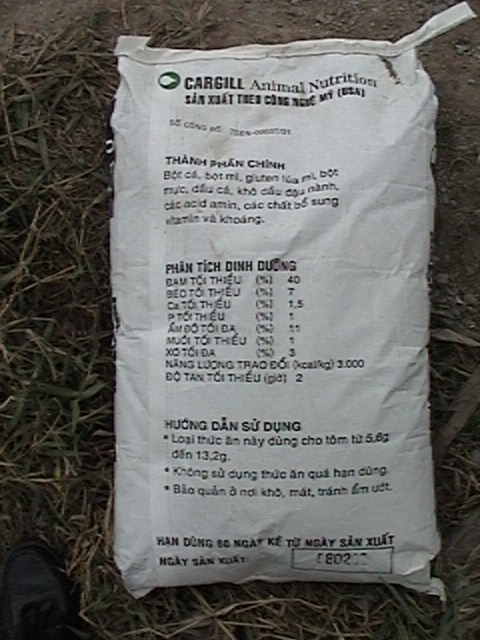 CARGILL Animal Nutrition
SẢN XUẤT THEO CÔNG NGHỆ MỸ (USA)
SỐ CÔNG BỐ:
THÀNH PHẦN CHÍNH
Bột cá, bột mì, gluten lúa mì, bột
mực, dầu cá, khô dầu đậu nành,
các acid amin, các chất bổ sung
vitamin và khoáng.
PHÂN TÍCH DINH DƯỠNG
ĐẠM TỐI THIỂU (%) 40
BÉO TỐI THIỂU (%) 7
Ca TỐI THIỂU (%) 1,5
P TỐI THIỂU (%) 1
ẨM ĐỘ TỐI ĐA (%) 11
MUỐI TỐI THIỂU (%) 1
XƠ TỐI ĐA (%) 3
NĂNG LƯỢNG TRAO ĐỔI (kcal/kg) 3.000
ĐỘ TAN TỐI THIỂU (giờ) 2
HƯỚNG DẪN SỬ DỤNG
* Loại thức ăn này dùng cho tôm từ 5,6g
đến 13,2g.
* Không sử dụng thức ăn quá hạn dùng.
* Bảo quản ở nơi khô, mát, tránh ẩm ướt.
HẠN DÙNG 90 NGÀY KỂ TỪ NGÀY SẢN XUẤT
NGÀY SẢN XUẤT: